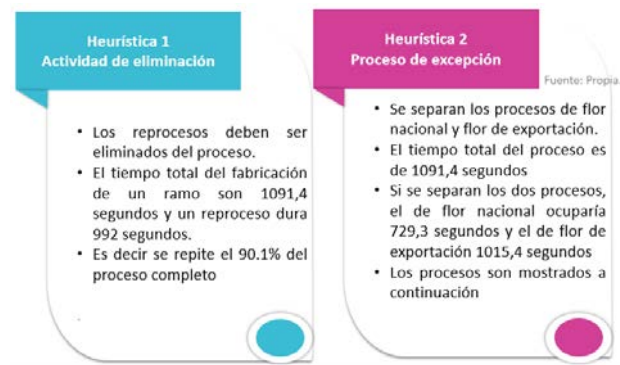 Heurística 1
Actividad de eliminación
• Los reprocesos deben ser
eliminados del proceso.
• El tiempo total del fabricación
de un ramo son 1091,4
segundos y un reproceso dura
992 segundos.
• Es decir se repite el 90.1% del
proceso completo
.
Heurística 2
Proceso de excepción
Fuente: Propia
• Se separan los procesos de flor
nacional y flor de exportación.
• El tiempo total del proceso es
de 1091,4 segundos
• Si se separan los dos procesos,
el de flor nacional ocuparía
729,3 segundos y el de flor de
exportación 1015,4 segundos
• Los procesos son mostrados a
continuación